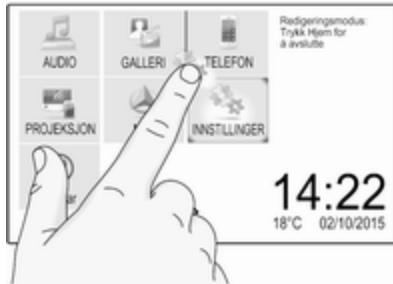 AUDIO
GALLERI
TELEFON
PROJEKSJON
INNSTILLINGER
Redigeringsmodus:
Trykk Hjem for
å avslutte
14:22
18°C 02/10/2015